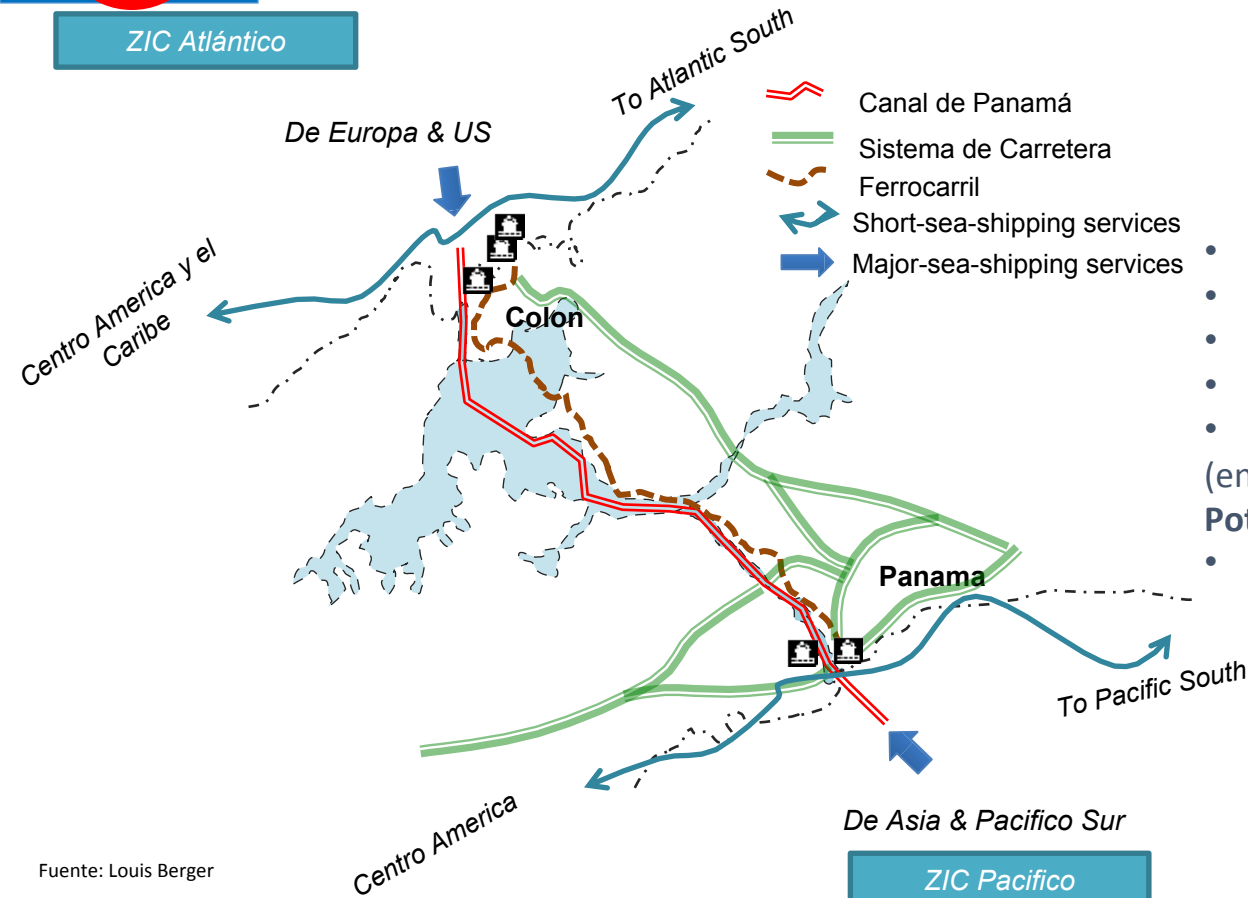 ZIC Atlántico
To Atlantic South
De Europa & US
Canal de Panamá
Sistema de Carretera
Ferrocarril
Short-sea-shipping services
Major-sea-shipping services
Centro America y el
Caribe
Colon
(en
Pot
Panama
To Pacific South
Centro America
De Asia & Pacifico Sur
Fuente: Louis Berger
ZIC Pacifico